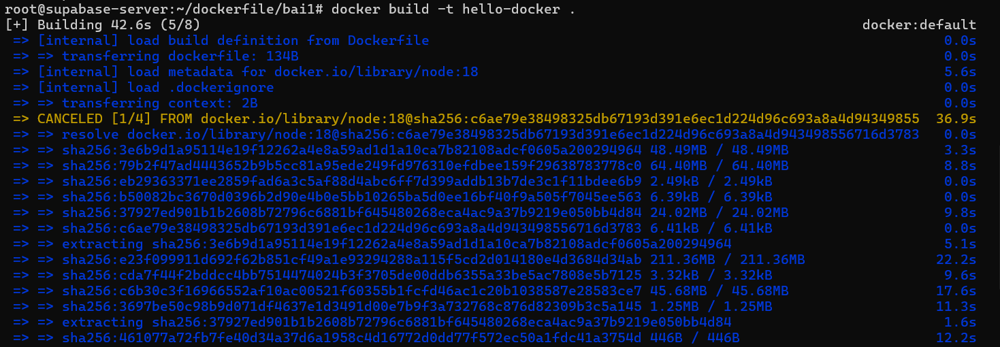 root@supabase-server:~/dockerfile/bai1# docker build -t hello-docker .
[+] Building 42.6s (5/8) docker:default
=> [internal] load build definition from Dockerfile 0.0s
=> => transferring dockerfile: 134B 0.0s
=> [internal] load metadata for docker.io/library/node:18 5.6s
=> [internal] load .dockerignore 0.0s
=> => transferring context: 2B 0.0s
=> CANCELED [1/4] FROM docker.io/library/node:18@sha256:c6ae79e38498325db67193d391e6ec1d224d96c693a8a4d94349855 36.9s
=> => resolve docker.io/library/node:18@sha256:c6ae79e38498325db67193d391e6ec1d224d96c693a8a4d943498556716d3783 0.0s
=> => sha256:3e6b9d1a95114e19f12262a4e8a59ad1d1a10ca7b82108adcf0605a200294964 48.49MB / 48.49MB 3.3s
=> => sha256:79b2f47ad4443652b9b5cc81a95ede249fd976310efdbee159f29638783778c0 64.40MB / 64.40MB 8.8s
=> => sha256:eb29363371ee2859fad6a3c5af88d4abc6ff7d399addb13b7de3c1f11bdee6b9 2.49kB / 2.49kB 0.0s
=> => sha256:b50082bc3670d0396b2d90e4b0e5bb10265ba5d0ee16bf40f9a505f7045ee563 6.39kB / 6.39kB 0.0s
=> => sha256:37927ed901b1b2608b72796c6881bf645480268eca4ac9a37b9219e050bb4d84 24.02MB / 24.02MB 9.8s
=> => sha256:c6ae79e38498325db67193d391e6ec1d224d96c693a8a4d943498556716d3783 6.41kB / 6.41kB 0.0s
=> => extracting sha256:3e6b9d1a95114e19f12262a4e8a59ad1d1a10ca7b82108adcf0605a200294964 5.1s
=> => sha256:e23f099911d692f62b851cf49a1e93294288a115f5cd2d014180e4d3684d34ab 211.36MB / 211.36MB 22.2s
=> => sha256:cda7f44f2bddcc4bb7514474024b3f3705de00ddb6355a33be5ac7808e5b7125 3.32kB / 3.32kB 9.6s
=> => sha256:c6b30c3f16966552af10ac00521f60355b1fcfd46ac1c20b1038587e28583ce7 45.68MB / 45.68MB 17.6s
=> => sha256:3697be50c98b9d071df4637e1d3491d00e7b9f3a732768c876d82309b3c5a145 1.25MB / 1.25MB 11.3s
=> => extracting sha256:37927ed901b1b2608b72796c6881bf645480268eca4ac9a37b9219e050bb4d84 1.6s
=> => sha256:461077a72fb7fe40d34a37d6a1958c4d16772d0dd77f572ec50a1fdc41a3754d 446B / 446B 12.2s